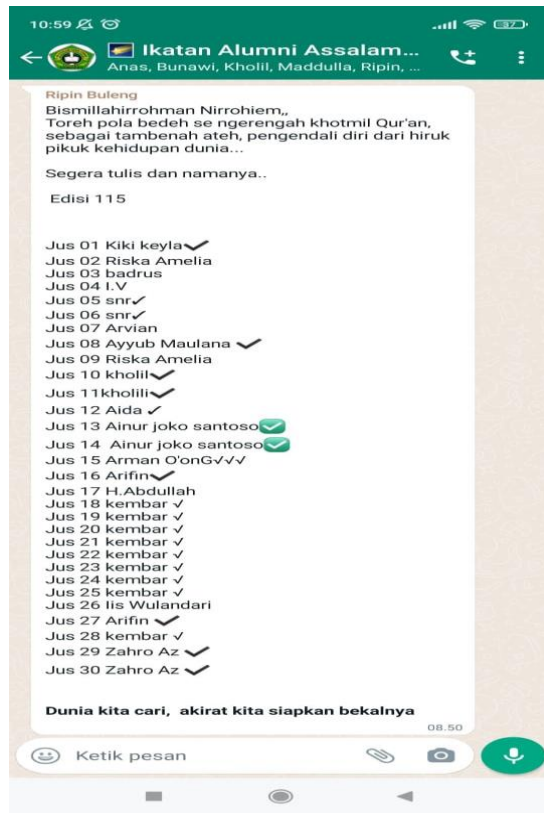 10:59
37
Ikatan Alumni Assalam...
Anas, Bunawi, Kholil, Maddulla, Ripin, ...
Ripin Buleng
Bismillahirrohman Nirrohiem,,
Toreh pola bedeh se ngerengah khotmil Qur'an,
sebagai tambenah ateh, pengendali diri dari hiruk
pikuk kehidupan dunia...
Segera tulis dan namanya..
Edisi 115
Jus 01 Kiki keyla✔
Jus 02 Riska Amelia
Jus 03 badrus
Jus 04 I.V
Jus 05 snr✓
Jus 06 snr✓
Jus 07 Arvian
Jus 08 Ayyub Maulana ✔
Jus 09 Riska Amelia
Jus 10 kholil✔
Jus 11kholili✔
Jus 12 Aida ✓
Jus 13 Ainur joko santoso✅
Jus 14 Ainur joko santoso✅
Jus 15 Arman O'onG√√√
Jus 16 Arifin✔
Jus 17 H.Abdullah
Jus 18 kembar √
Jus 19 kembar √
Jus 20 kembar √
Jus 21 kembar √
Jus 22 kembar √
Jus 23 kembar √
Jus 24 kembar √
Jus 25 kembar √
Jus 26 Iis Wulandari
Jus 27 Arifin ✔
Jus 28 kembar √
Jus 29 Zahro Az ✔
Jus 30 Zahro Az ✔
Dunia kita cari, akirat kita siapkan bekalnya
08.50
Ketik pesan